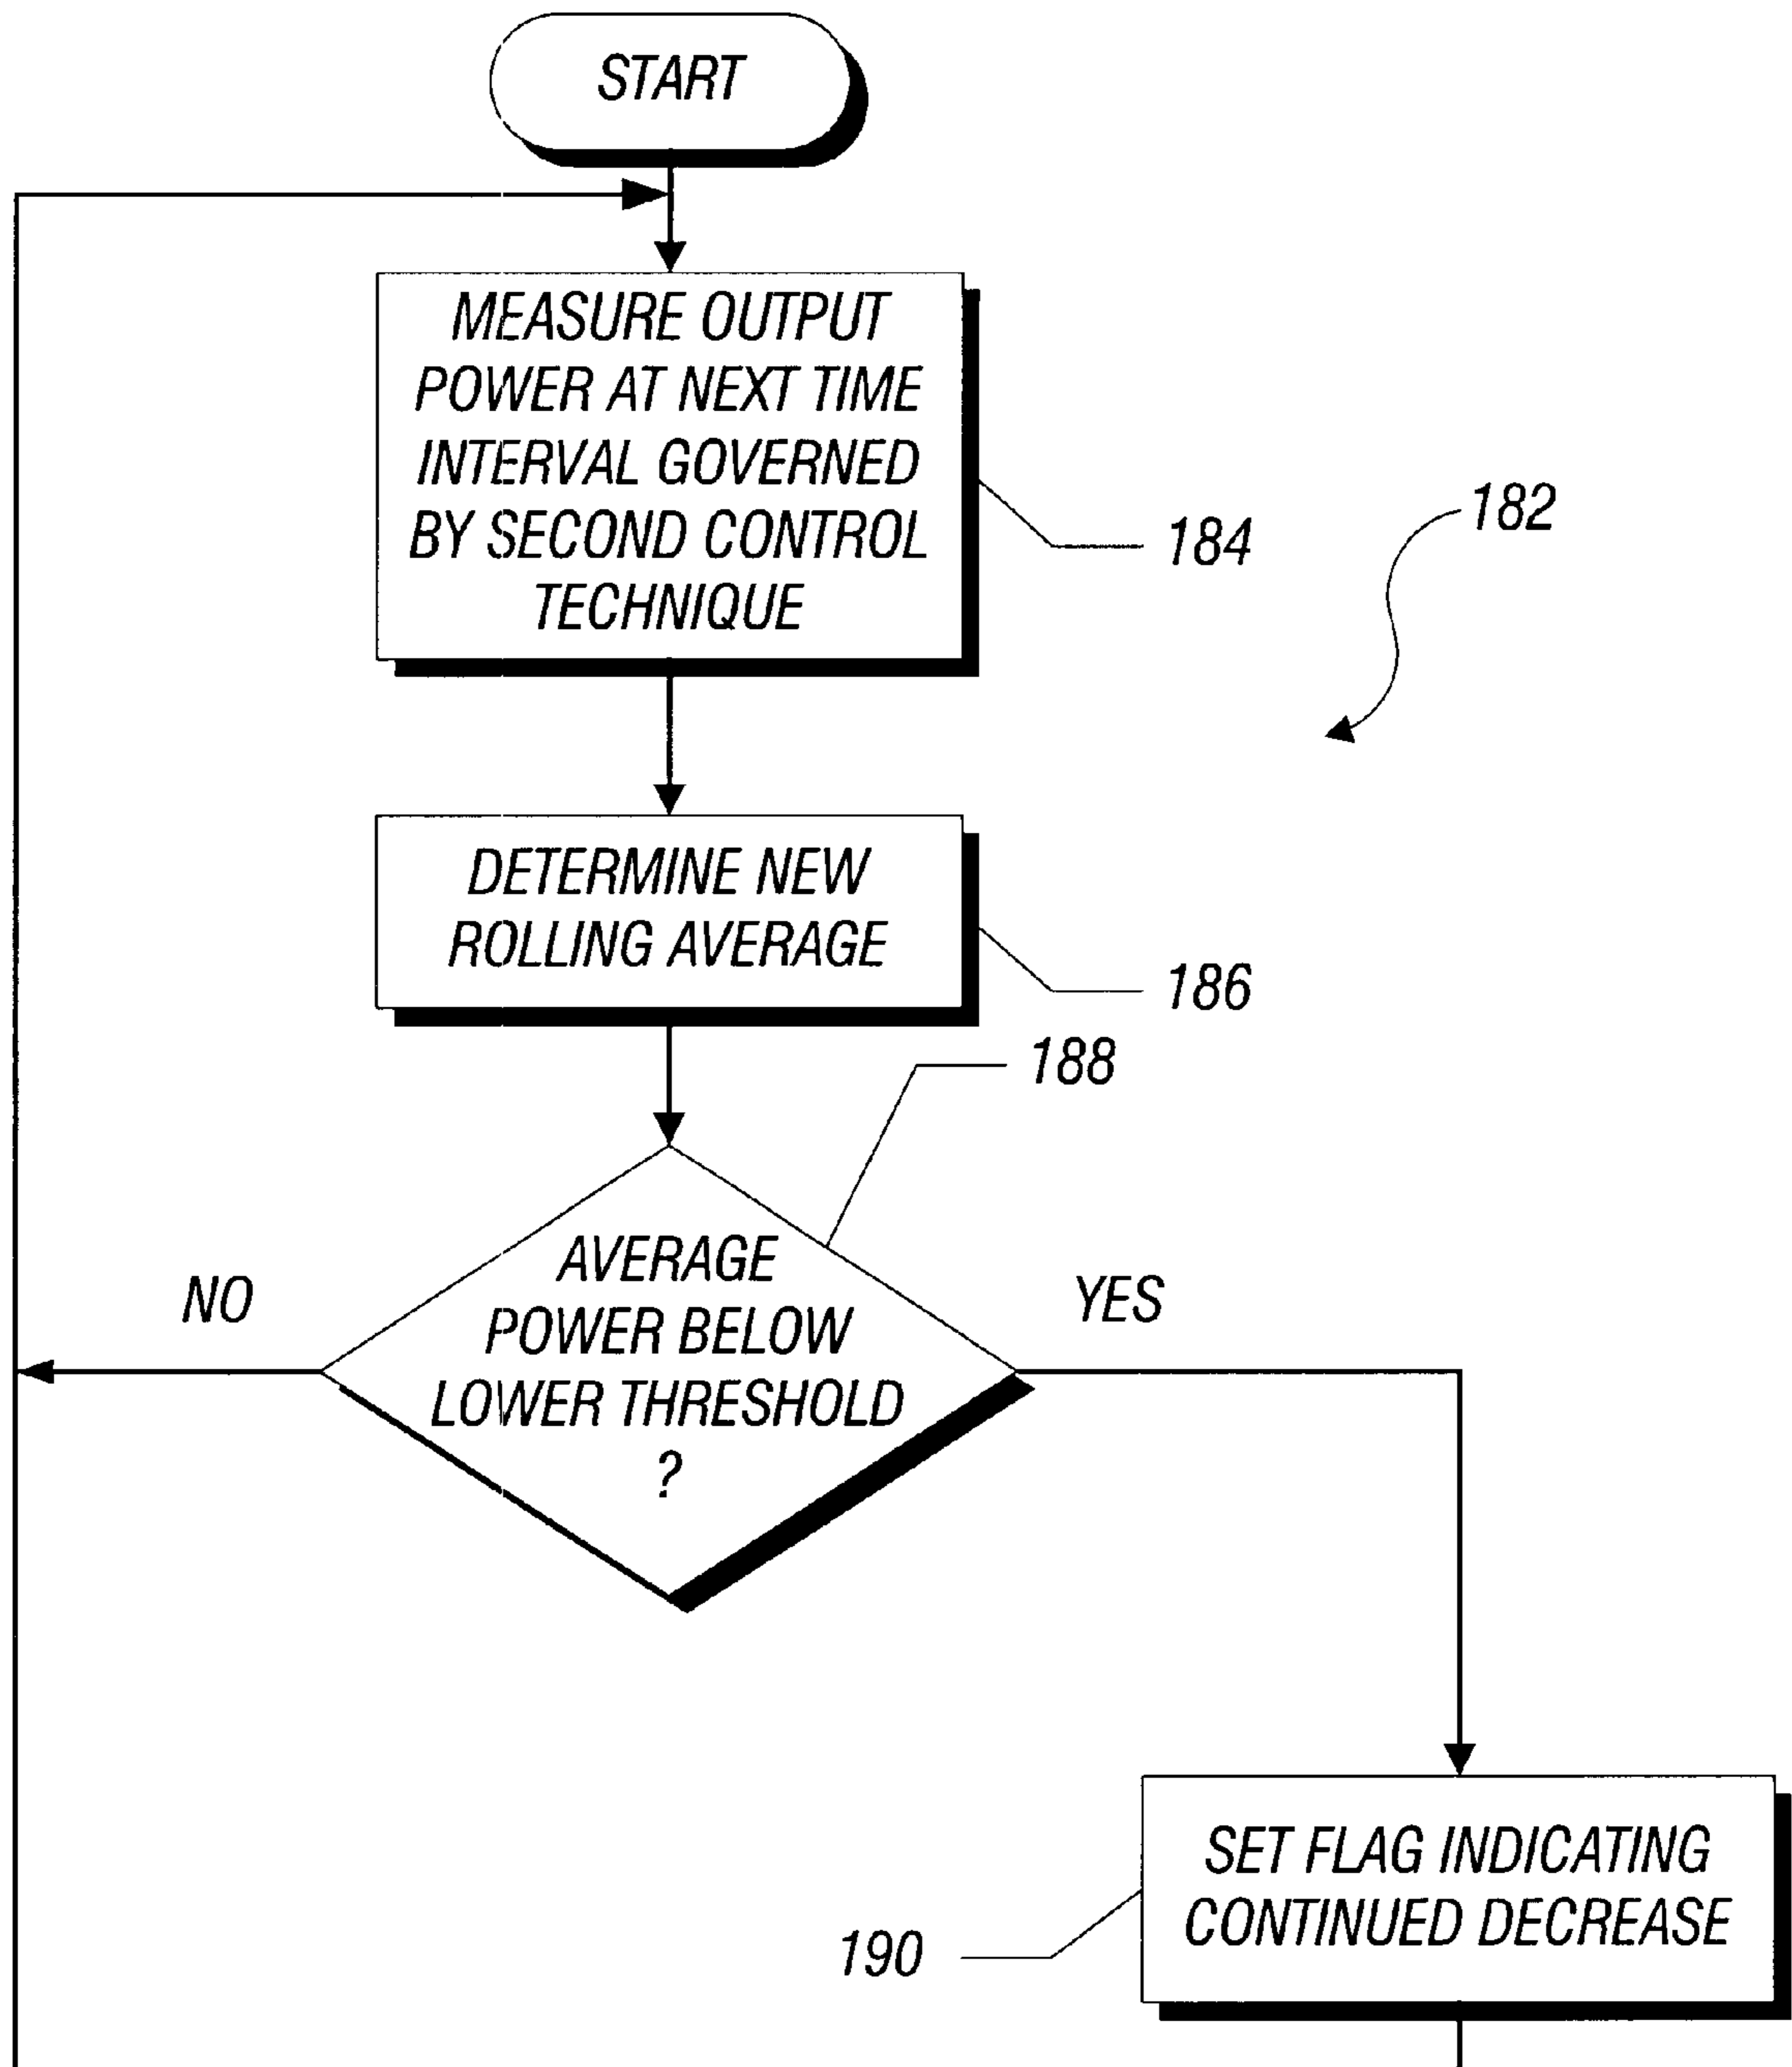 START
MEASURE OUTPUT
POWER AT NEXT TIME
INTERVAL GOVERNED
BY SECOND CONTROL
TECHNIQUE
182
184
DETERMINE NEW
ROLLING AVERAGE
186
188
AVERAGE
POWER BELOW
LOWER THRESHOLD
?
NO
YES
SET FLAG INDICATING
CONTINUED DECREASE
190